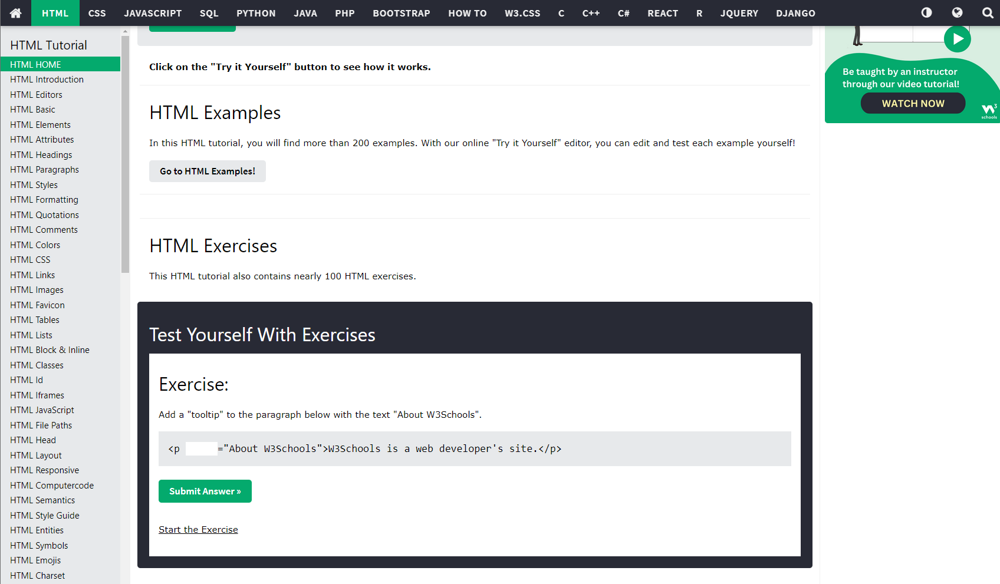 HTML CSS JAVASCRIPT SQL PYTHON JAVA PHP BOOTSTRAP HOW TO W3.CSS C C++ C# REACT R JQUERY DJANGO
HTML Tutorial
HTML HOME
HTML Introduction
HTML Editors
HTML Basic
HTML Elements
HTML Attributes
HTML Headings
HTML Paragraphs
HTML Styles
HTML Formatting
HTML Quotations
HTML Comments
HTML Colors
HTML CSS
HTML Links
HTML Images
HTML Favicon
HTML Tables
HTML Lists
HTML Block & Inline
HTML Classes
HTML Id
HTML Iframes
HTML JavaScript
HTML File Paths
HTML Head
HTML Layout
HTML Responsive
HTML Computercode
HTML Semantics
HTML Style Guide
HTML Entities
HTML Symbols
HTML Emojis
HTML Charset
Click on the "Try it Yourself" button to see how it works.
HTML Examples
In this HTML tutorial, you will find more than 200 examples. With our online "Try it Yourself" editor, you can edit and test each example yourself!
Go to HTML Examples!
HTML Exercises
This HTML tutorial also contains nearly 100 HTML exercises.
Test Yourself With Exercises
Exercise:
Add a "tooltip" to the paragraph below with the text "About W3Schools".
<p ="About W3Schools">W3Schools is a web developer's site.</p>
Submit Answer »
Start the Exercise
Be taught by an instructor
through our video tutorial!
WATCH NOW
w3
schools